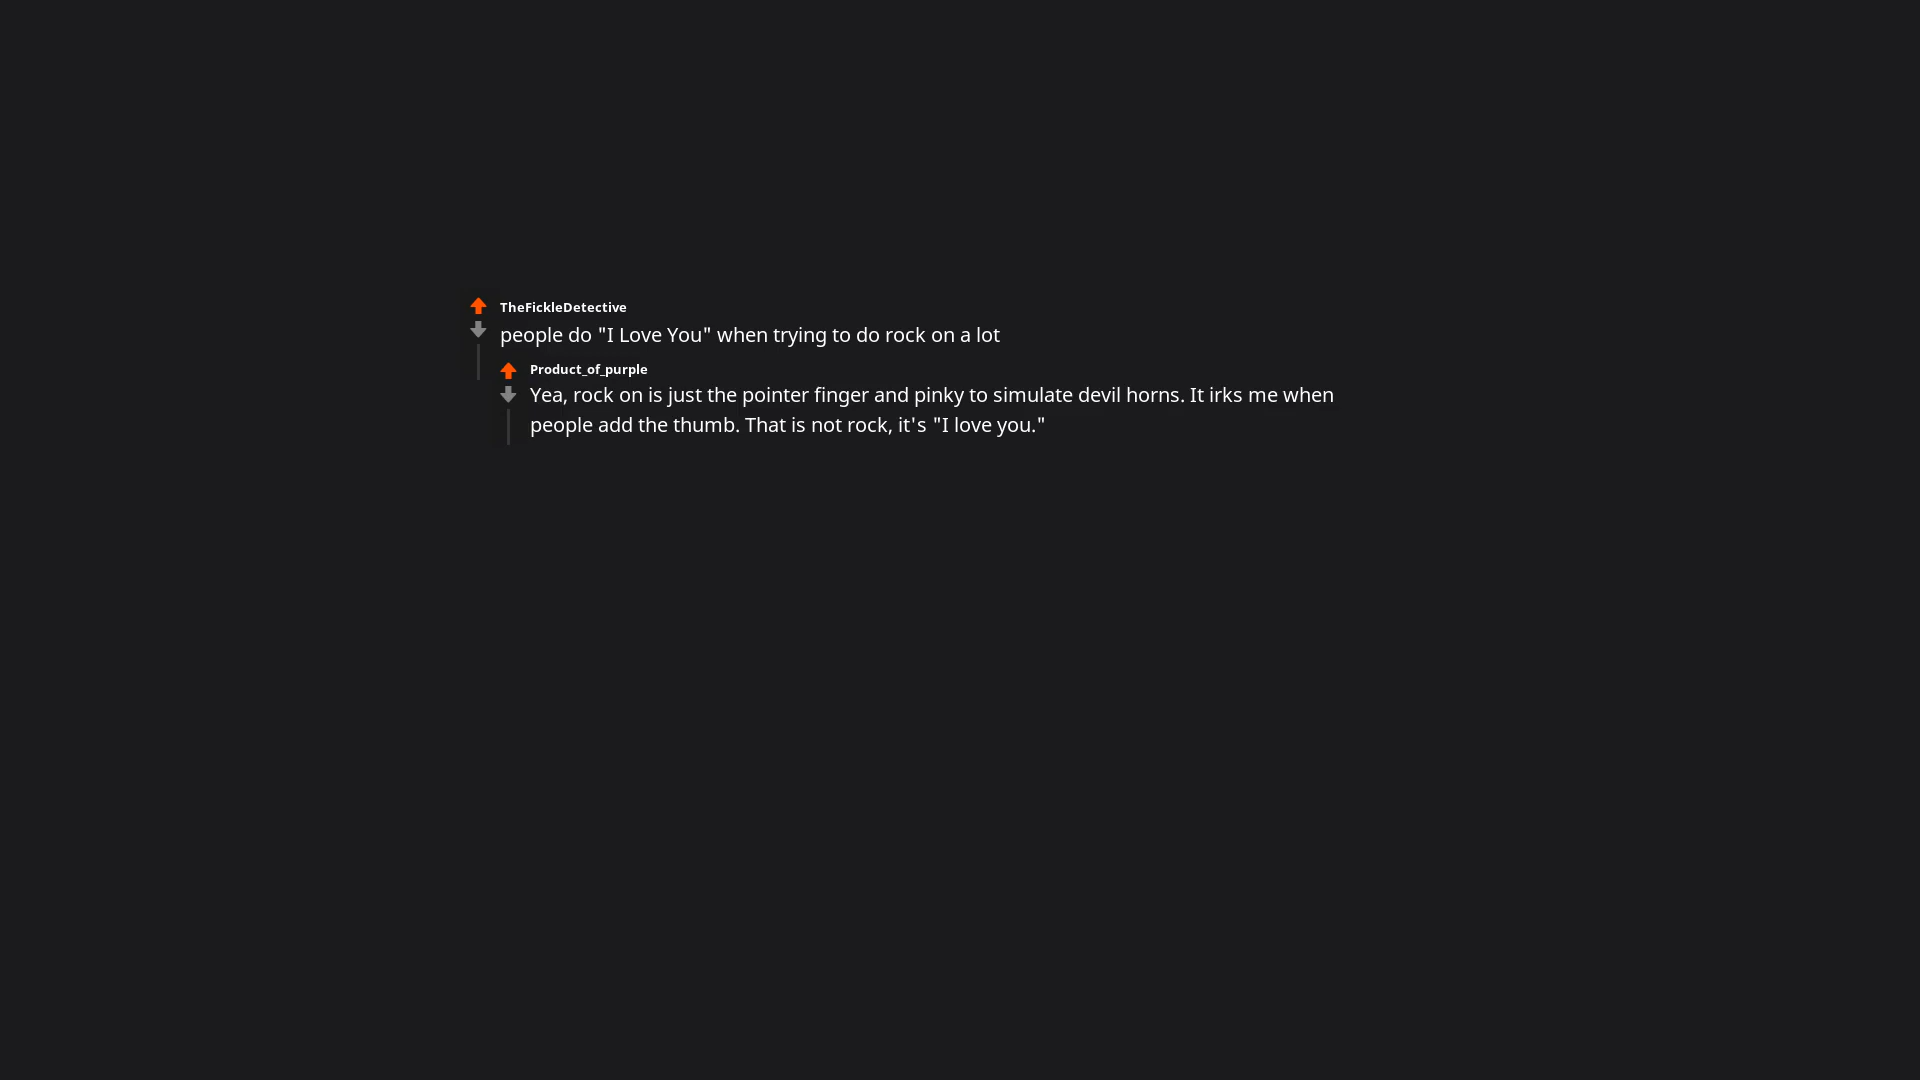 TheFickleDetective
people do "I Love You" when trying to do rock on a lot
Product_of_purple
Yea, rock on is just the pointer finger and pinky to simulate devil horns. It irks me when
people add the thumb. That is not rock, it's "I love you."